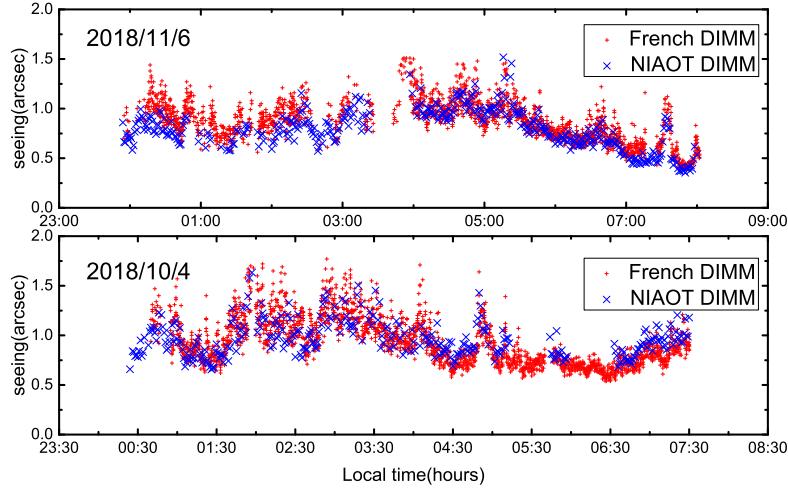 2.0
2018/11/6
French DIMM
NIAOT DIMM
1.5
1.0
0.5
0.0
seeing(arcsec)
23:00 01:00 03:00 05:00 07:00 09:00
2.0
2018/10/4
French DIMM
NIAOT DIMM
1.5
1.0
0.5
0.0
seeing(arcsec)
23:30 00:30 01:30 02:30 03:30 04:30 05:30 06:30 07:30 08:30
Local time(hours)